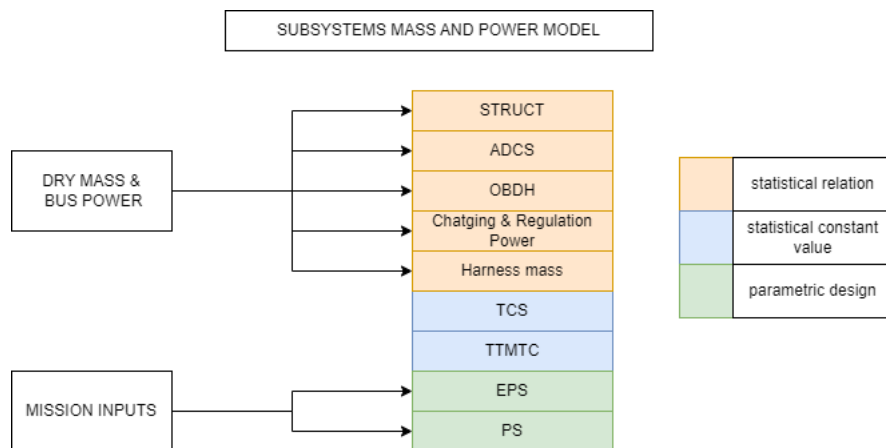 SUBSYSTEMS MASS AND POWER MODEL
STRUCT
ADCS
OBDH
Chatging & Regulation
Power
Harness mass
TCS
TTMTC
EPS
PS
DRY MASS &
BUS POWER
MISSION INPUTS
statistical relation
statistical constant
value
parametric design